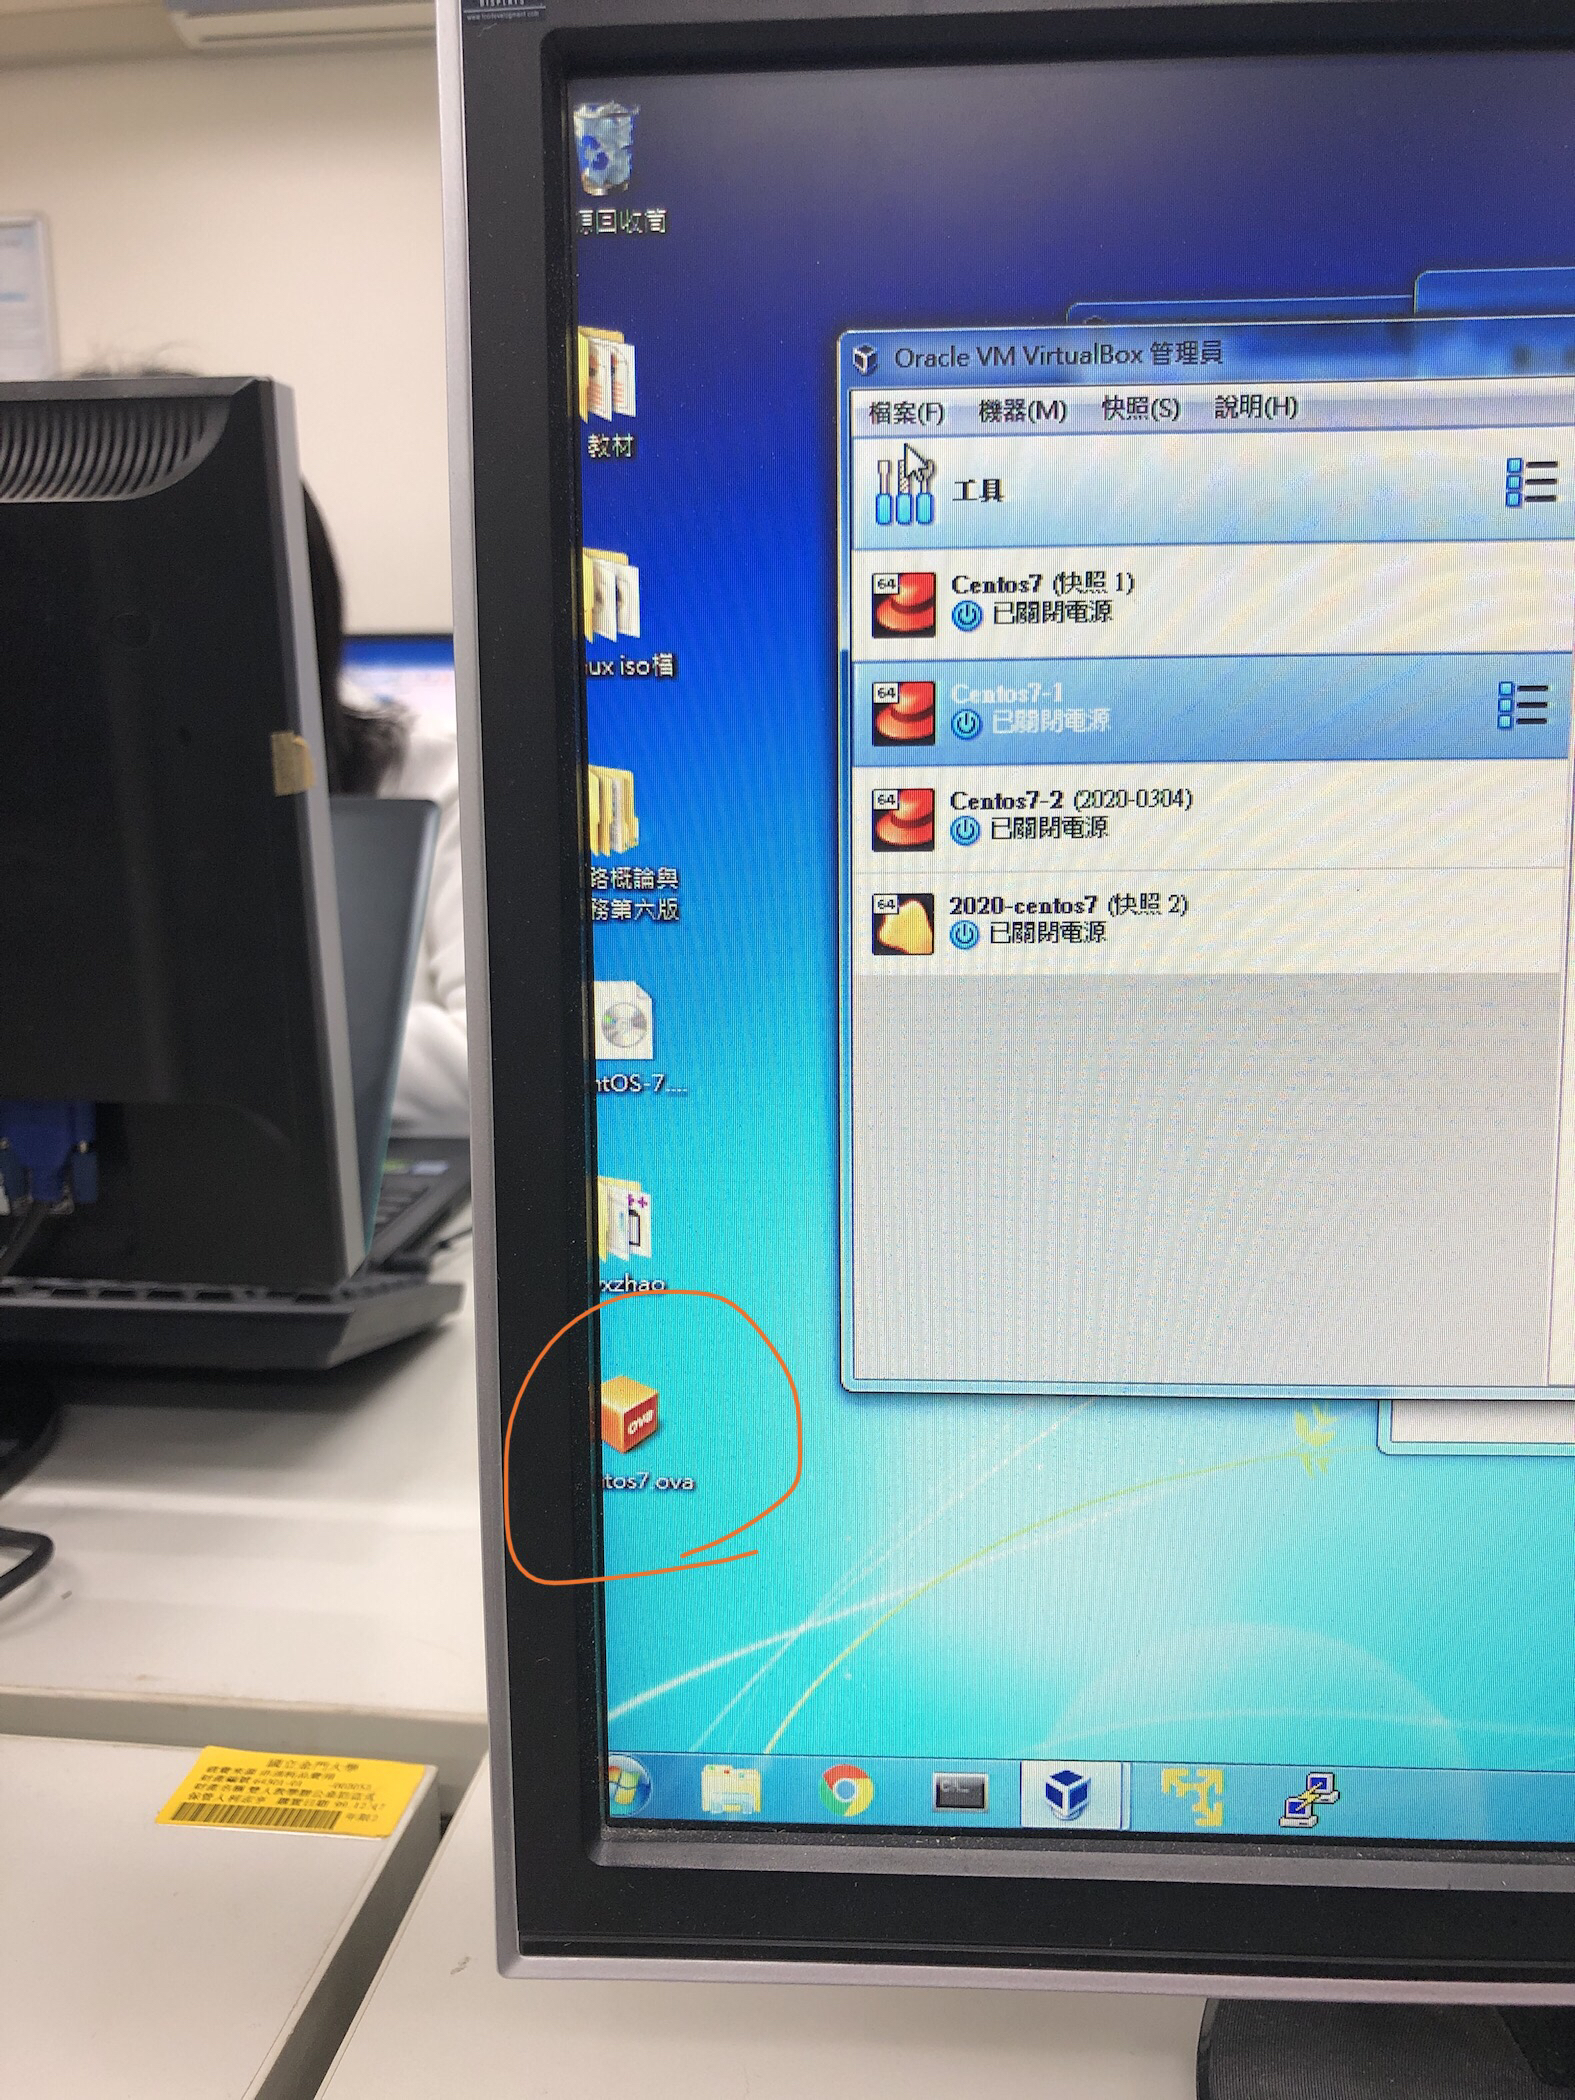 DISPLAYS
回收筒
教材
ux iso檔
路概論與
務第六版
ntOS-7....
xzhao
ova
tos7.ova
Oracle VM VirtualBox 管理員
檔案(F) 機器(M) 快照(S) 說明(H)
工具
64
Centos7 (快照 1)
已關閉電源
64
Centos7-1
已關閉電源
64
Centos7-2 (2020-0304)
已關閉電源
64
2020-centos7 (快照 2)
已關閉電源
C:\_
國立金門大學